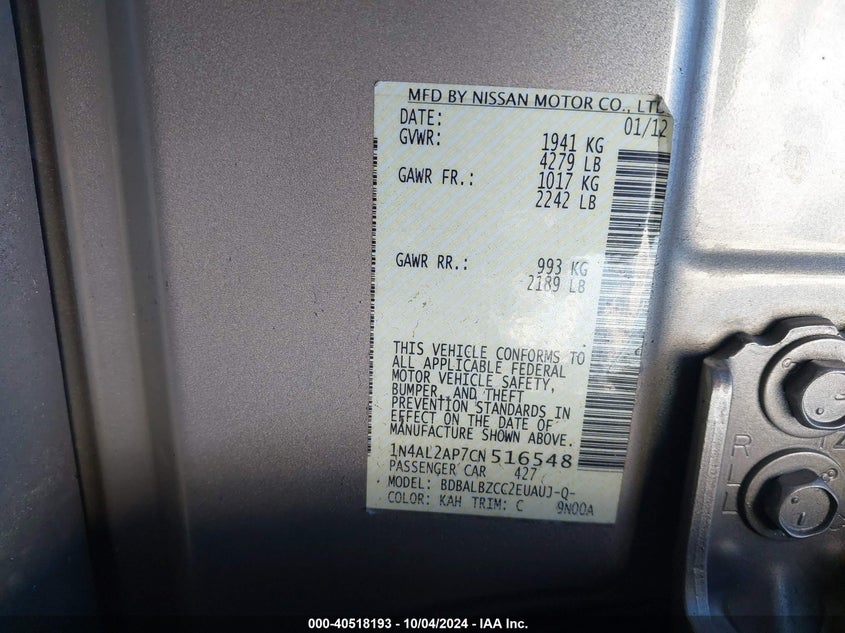 MFD BY NISSAN MOTOR CO., LTD
DATE: 01/12
GVWR: 1941 KG
4279 LB
GAWR FR.: 1017 KG
2242 LB
GAWR RR.: 993 KG
2189 LB
THIS VEHICLE CONFORMS TO
ALL APPLICABLE FEDERAL
MOTOR VEHICLE SAFETY,
BUMPER, AND THEFT
PREVENTION STANDARDS IN
EFFECT ON THE DATE OF
MANUFACTURE SHOWN ABOVE.
1N4AL2AP7CN 516548
PASSENGER CAR 427
MODEL: BDBALBZCC2EUAUJ-Q-
COLOR: KAH TRIM: C 9N00A
R
L
L
000-40518193 - 10/04/2024 - IAA Inc.